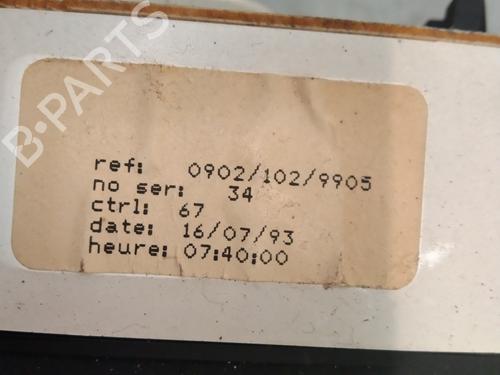 B-PARTS
ref: 0902/102/9905
no ser: 34
ctrl: 67
date: 16/07/93
heure: 07:40:00